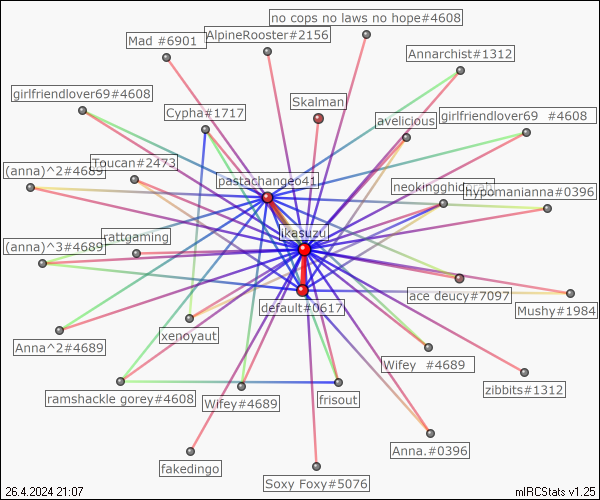 no cops no laws no hope#4608
Mad #6901
AlpineRooster#2156
Annarchist#1312
girlfriendlover69#4608
Cypha#1717
Skalman
avelicious
girlfriendlover69 #4608
(anna)^2#4689
Toucan#2473
pastachangeo41
hypomanianna#0396
ikasuzu
(anna)^3#4689
rattgaming
ace deucy#7097
default#0617
Mushy#1984
Anna^2#4689
xenoyaut
Wifey #4689
zibbits#1312
ramshackle gorey#4608
Wifey#4689
frisout
Anna.#0396
fakedingo
Soxy Foxy#5076
26.4.2024 21:07
mIRCStats v1.25